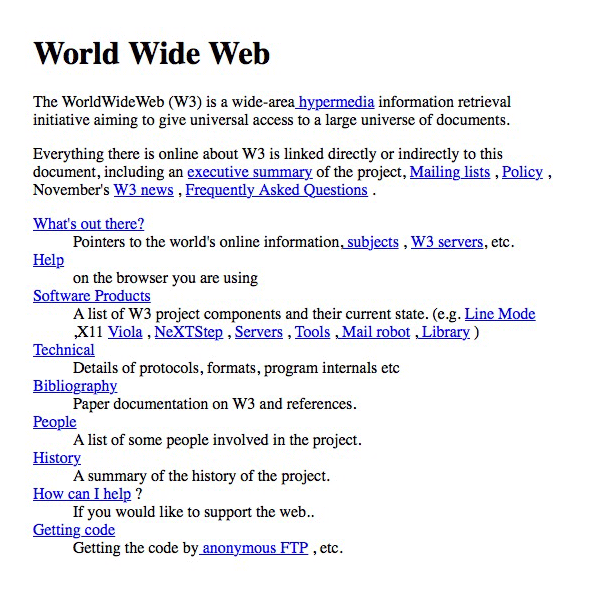 World Wide Web
The WorldWideWeb (W3) is a wide-area hypermedia information retrieval
initiative aiming to give universal access to a large universe of documents.
Everything there is online about W3 is linked directly or indirectly to this
document, including an executive summary of the project, Mailing lists , Policy ,
November's W3 news , Frequently Asked Questions .
What's out there?
Pointers to the world's online information, subjects , W3 servers, etc.
Help
on the browser you are using
Software Products
A list of W3 project components and their current state. (e.g. Line Mode
,X11 Viola , NeXTStep , Servers , Tools , Mail robot , Library )
Technical
Details of protocols, formats, program internals etc
Bibliography
Paper documentation on W3 and references.
People
A list of some people involved in the project.
History
A summary of the history of the project.
How can I help ?
If you would like to support the web..
Getting code
Getting the code by anonymous FTP , etc.